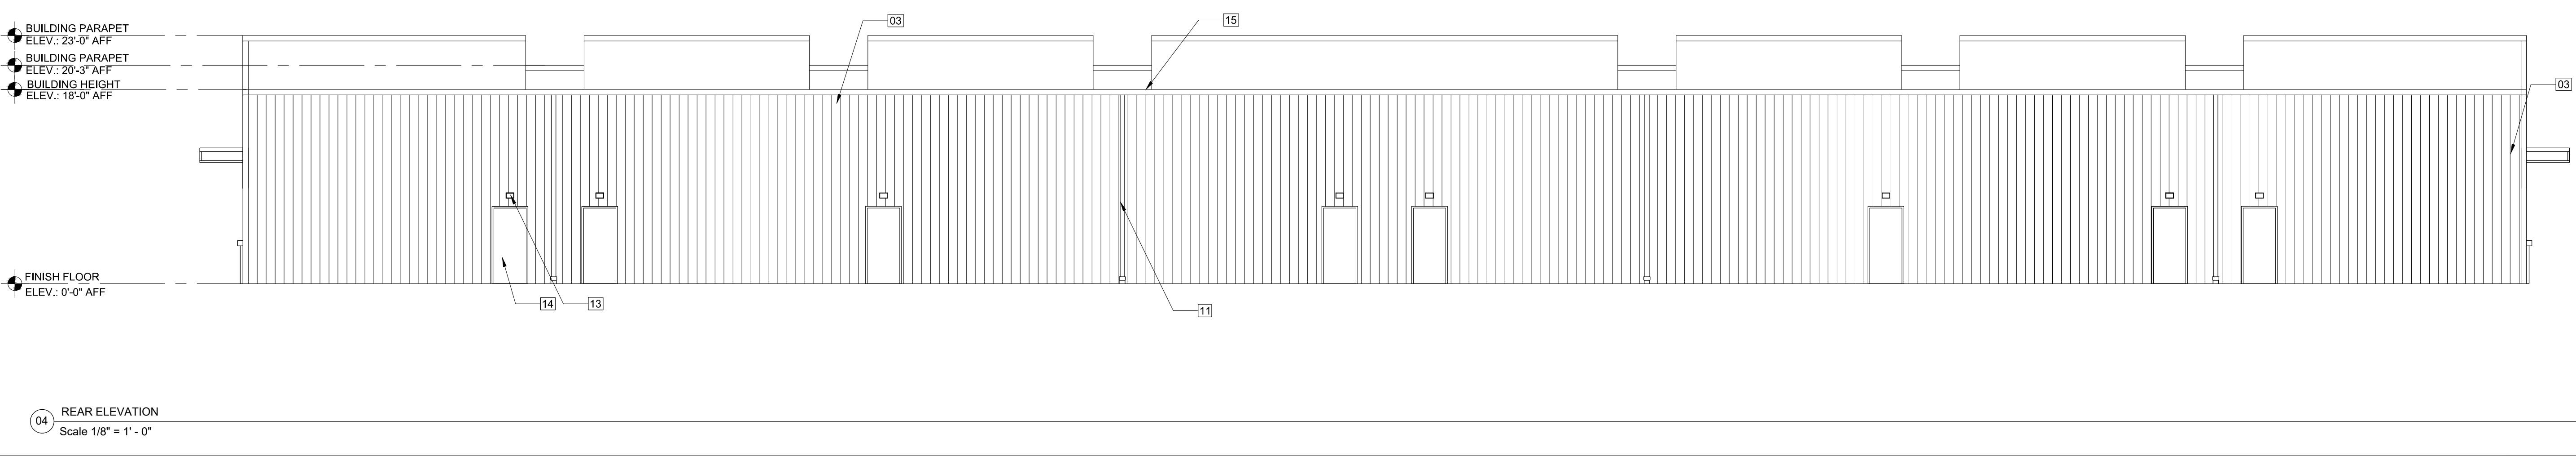 03
15
BUILDING PARAPET
ELEV.: 23'-0" AFF
BUILDING PARAPET
ELEV.: 20'-3" AFF
BUILDING HEIGHT
ELEV.: 18'-0" AFF
03
FINISH FLOOR
ELEV.: 0'-0" AFF
14
13
11
04
REAR ELEVATION
Scale 1/8" = 1' - 0"